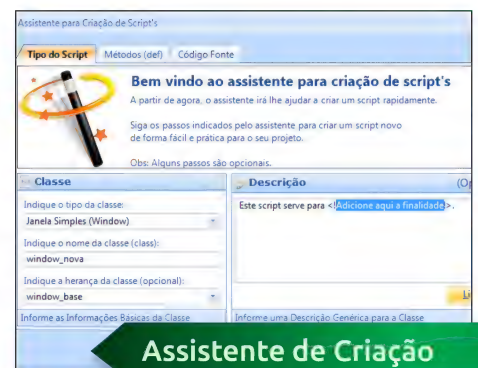 Assistente para Criação de Script's
Tipo do Script
Métodos (def)
Código Fonte
Bem vindo ao assistente para criação de script's
A partir de agora, o assistente irá lhe ajudar a criar um script rapidamente.
Siga os passos indicados pelo assistente para criar um script novo
de forma fácil e prática para o seu projeto.
Obs: Alguns passos são opcionais.
Classe
Indique o tipo da classe:
Janela Simples (Window)
Indique o nome da classe (class):
window_nova
Indique a herança da classe (opcional):
window_base
Informe as Informações Básicas da Classe
Descrição
Este script serve para <!Adicione aqui a finalidade>.
Informe uma Descrição Genérica para a Classe
Assistente de Criação